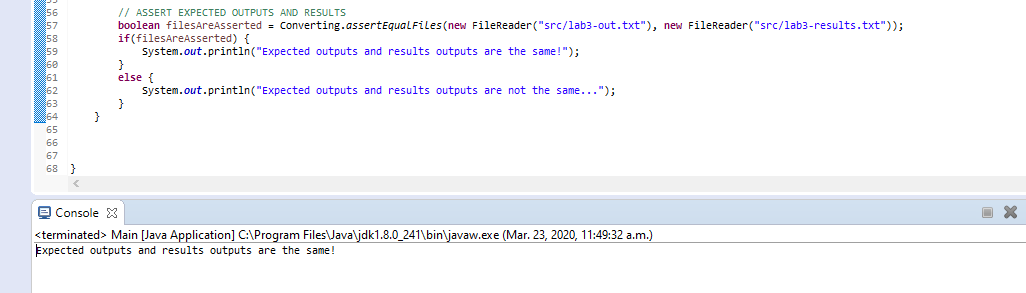 56 // ASSERT EXPECTED OUTPUTS AND RESULTS
57 boolean filesAreAsserted = Converting.assertEqualFiles(new FileReader("src/lab3-out.txt"), new FileReader("src/lab3-results.txt"));
58 if(filesAreAsserted) {
59 System.out.println("Expected outputs and results outputs are the same!");
60 }
61 else {
62 System.out.println("Expected outputs and results outputs are not the same...");
63 }
64 }
65
66
67
68 }
Console
<terminated> Main [Java Application] C:\Program Files\Java\jdk1.8.0_241\bin\javaw.exe (Mar. 23, 2020, 11:49:32 a.m.)
Expected outputs and results outputs are the same!